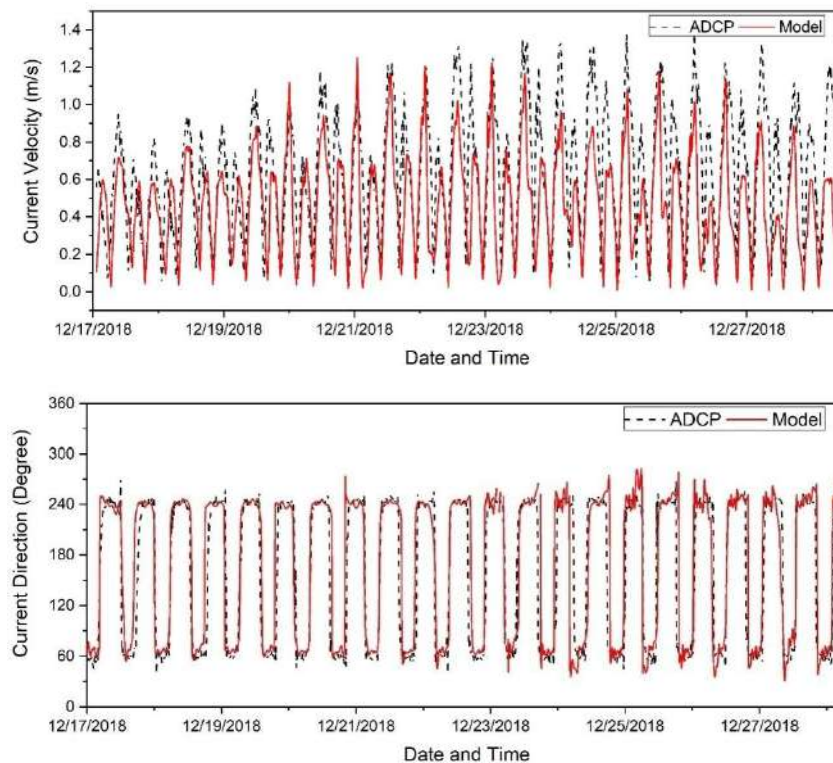 1.4
1.2
1.0
0.8
0.6
0.4
0.2
0.0
Current Velocity (m/s)
ADCP Model
12/17/2018 12/19/2018 12/21/2018 12/23/2018 12/25/2018 12/27/2018
Date and Time
360
300
240
180
120
60
0
Current Direction (Degree)
ADCP Model
12/17/2018 12/19/2018 12/21/2018 12/23/2018 12/25/2018 12/27/2018
Date and Time